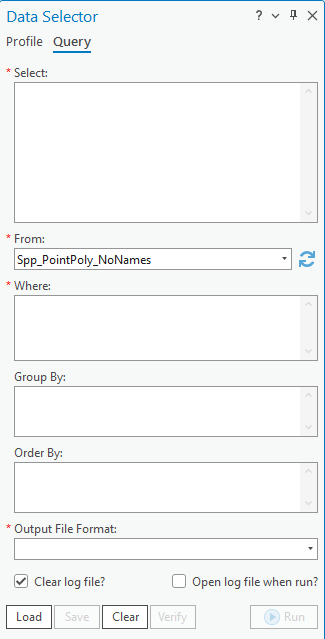 Data Selector ?
Profile Query
* Select:
* From:
Spp_PointPoly_NoNames
* Where:
Group By:
Order By:
* Output File Format:
Clear log file? Open log file when run?
Load Save Clear Verify Run